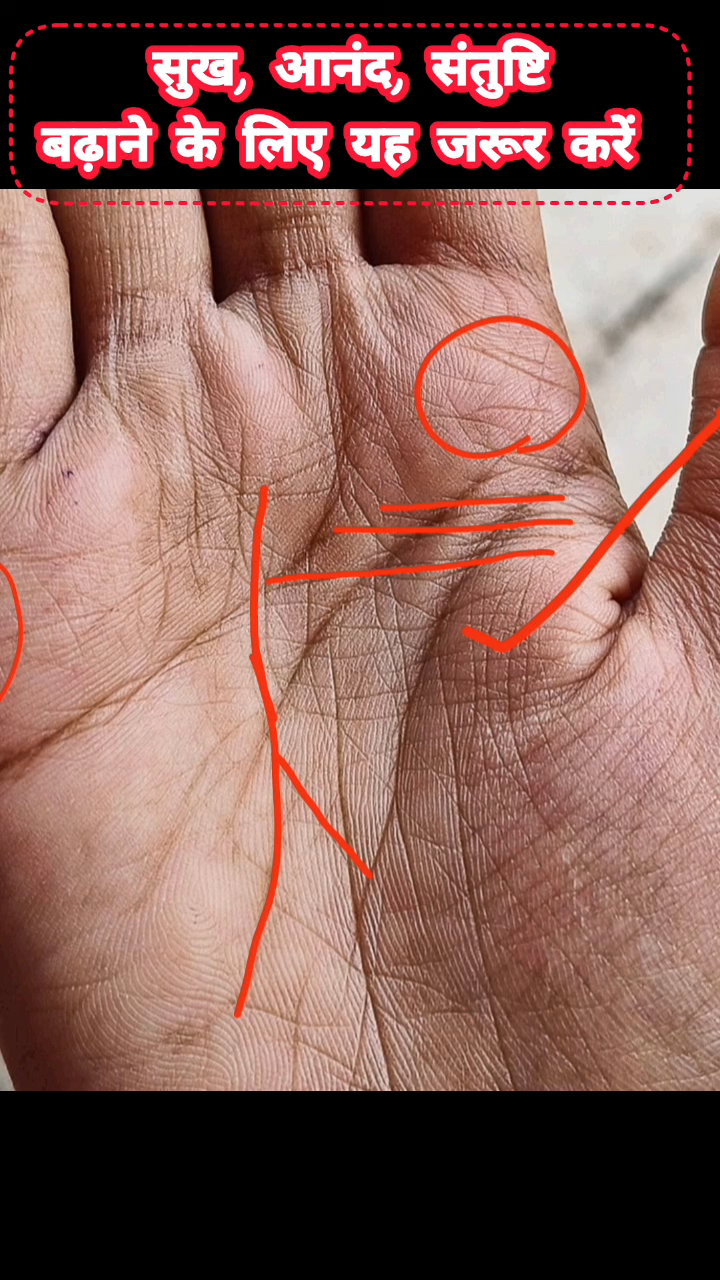 सुख, आनंद, संतुष्टि
बढ़ाने के लिए यह जरूर करें